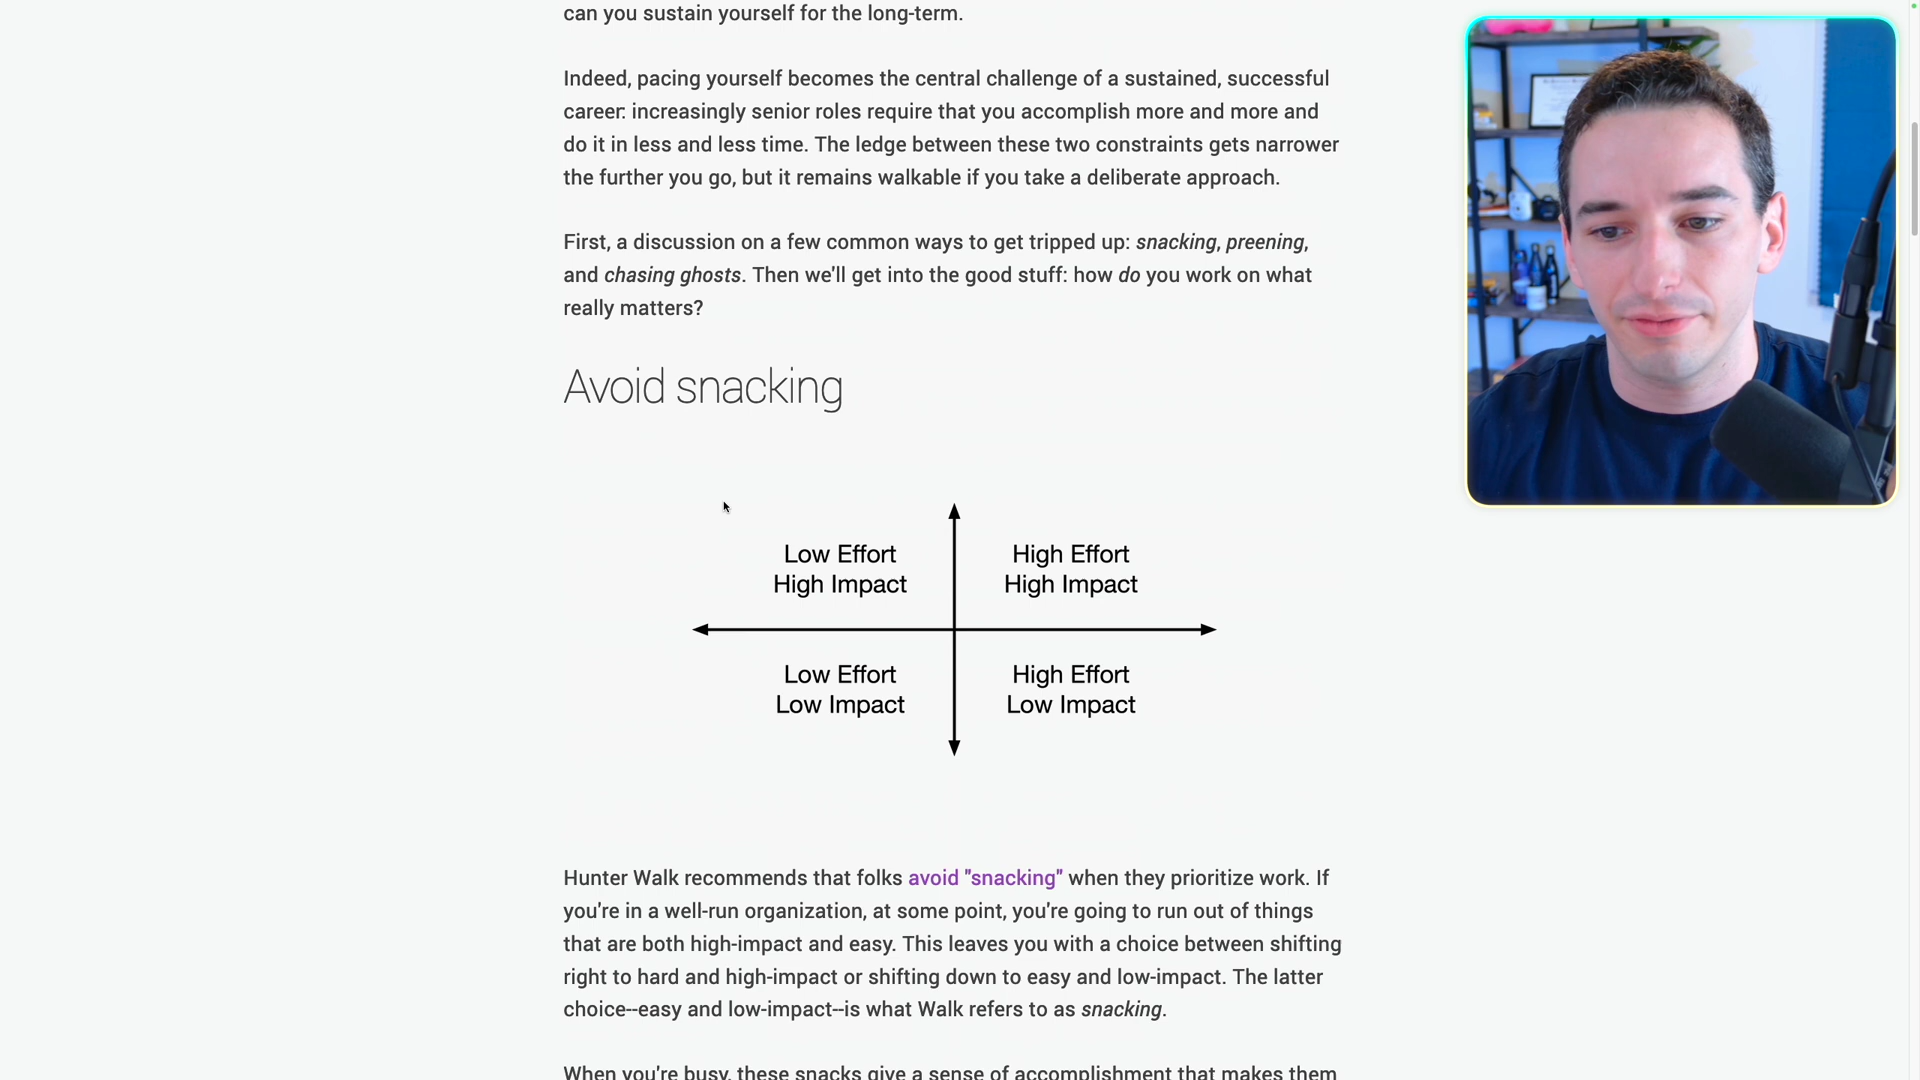 can you sustain yourself for the long-term.
Indeed, pacing yourself becomes the central challenge of a sustained, successful
career: increasingly senior roles require that you accomplish more and more and
do it in less and less time. The ledge between these two constraints gets narrower
the further you go, but it remains walkable if you take a deliberate approach.
First, a discussion on a few common ways to get tripped up: snacking, preening,
and chasing ghosts. Then we'll get into the good stuff: how do you work on what
really matters?
Avoid snacking
Low Effort
High Impact
High Effort
High Impact
Low Effort
Low Impact
High Effort
Low Impact
Hunter Walk recommends that folks avoid "snacking" when they prioritize work. If
you're in a well-run organization, at some point, you're going to run out of things
that are both high-impact and easy. This leaves you with a choice between shifting
right to hard and high-impact or shifting down to easy and low-impact. The latter
choice--easy and low-impact--is what Walk refers to as snacking.
When you're busy, these snacks give a sense of accomplishment that makes them